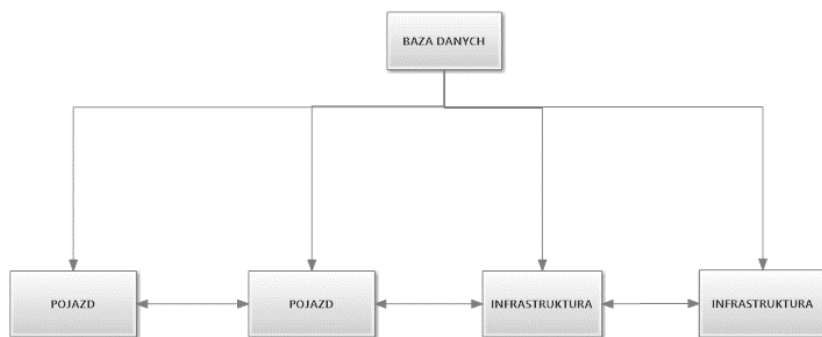 BAZA DANYCH
POJAZD
POJAZD
INFRASTRUKTURA
INFRASTRUKTURA